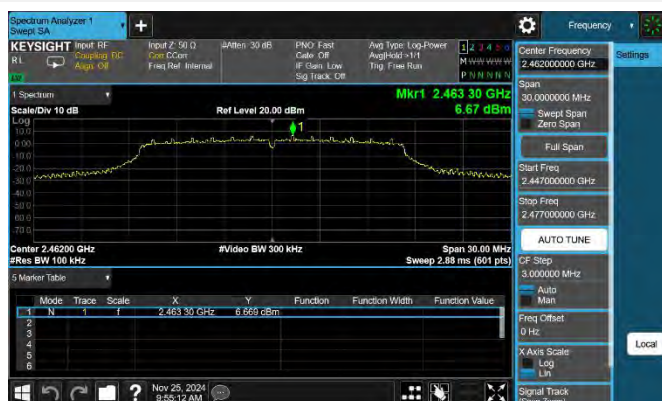 Spectrum Analyzer 1
Swept SA
+
Frequency
KEYSIGHT Input: RF
RL Coupling: DC
Align: Off
Input Z: 50 Ω
Corr CCorr
Freq Ref: Internal
#Atten: 30 dB
PNO: Fast
Gate: Off
IF Gain: Low
Sig Track: Off
Avg Type: Log-Power
Avg|Hold:>1/1
Trig: Free Run
1 2 3 4 5 6
M W W W W W
P N N N N N
1 Spectrum
Scale/Div 10 dB
Ref Level 20.00 dBm
Mkr1 2.463 30 GHz
6.67 dBm
Log
10.0
0.00
-10.0
-20.0
-30.0
-40.0
-50.0
-60.0
-70.0
1
Center 2.46200 GHz
#Res BW 100 kHz
#Video BW 300 kHz
Span 30.00 MHz
Sweep 2.88 ms (601 pts)
5 Marker Table
Mode Trace Scale X Y Function Function Width Function Value
1 N 1 f 2.463 30 GHz 6.669 dBm
2
3
4
5
6
Nov 25, 2024
9:55:12 AM
?
Center Frequency
2.462000000 GHz
Settings
Span
30.0000000 MHz
Swept Span
Zero Span
Full Span
Start Freq
2.447000000 GHz
Stop Freq
2.477000000 GHz
AUTO TUNE
CF Step
3.000000 MHz
Auto
Man
Freq Offset
0 Hz
X Axis Scale
Log
Lin
Local
Signal Track
(Span Zoom)